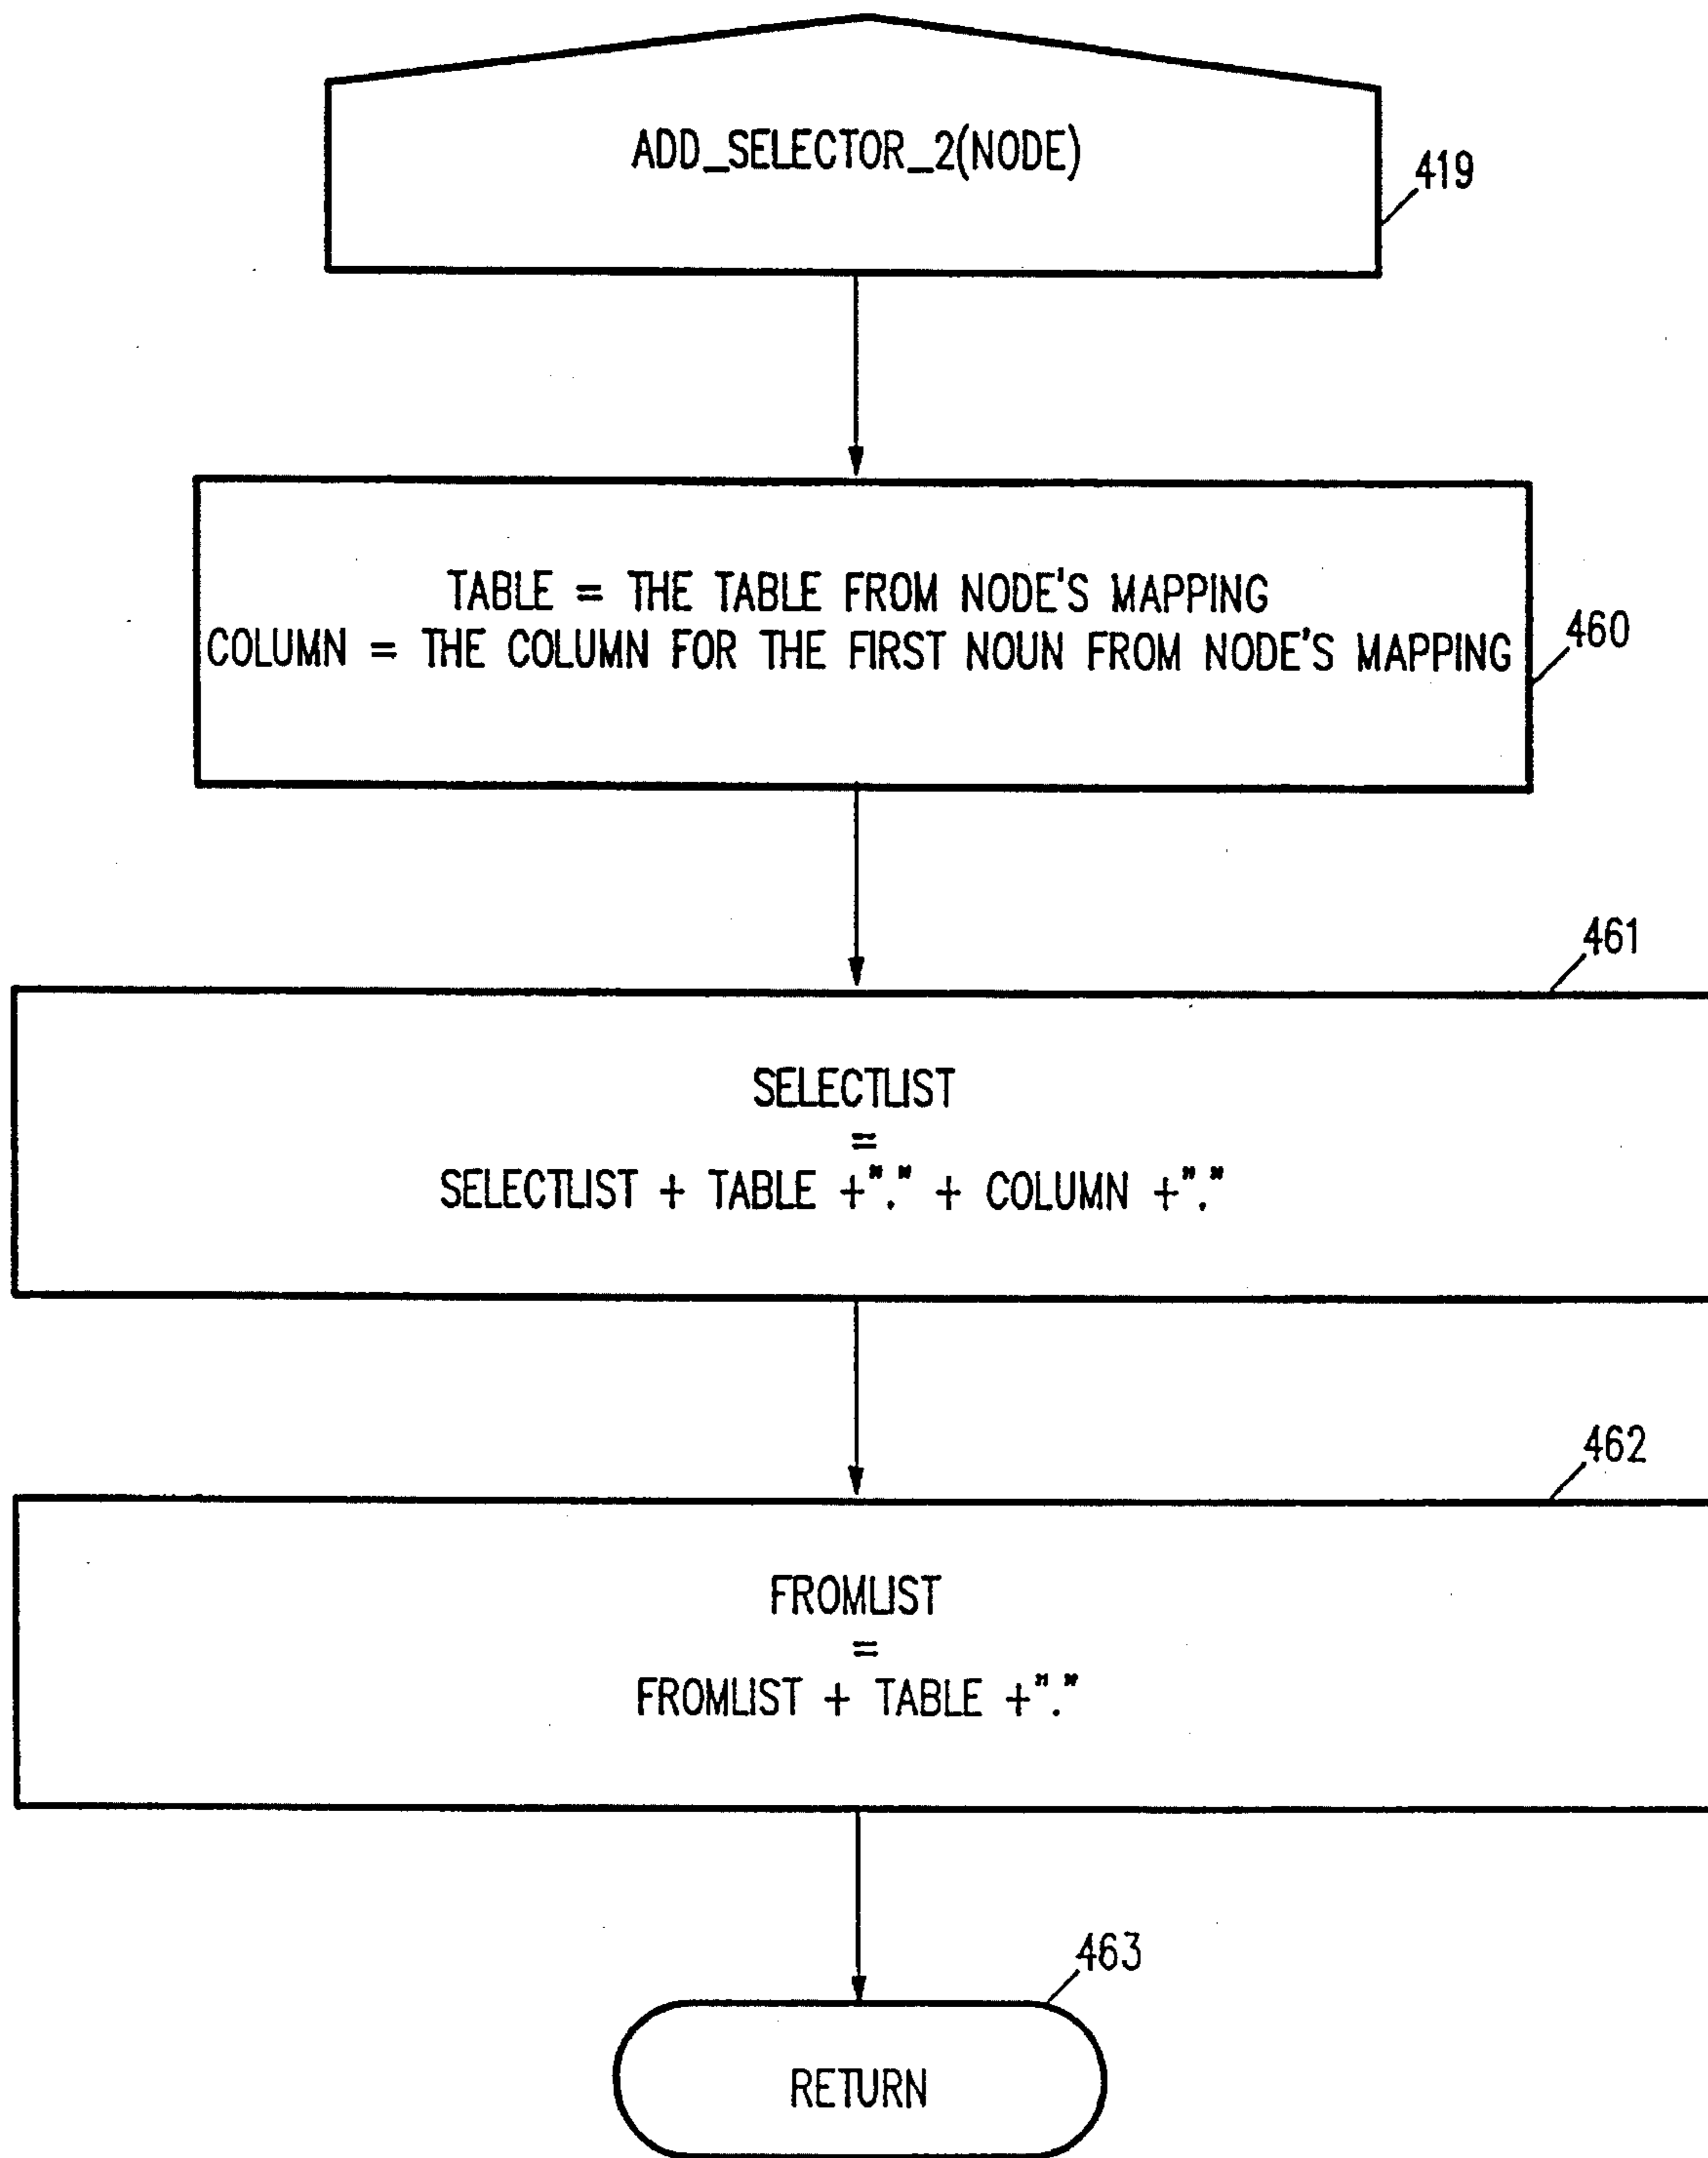 ADD_SELECTOR_2(NODE)
419
TABLE = THE TABLE FROM NODE'S MAPPING
COLUMN = THE COLUMN FOR THE FIRST NOUN FROM NODE'S MAPPING
460
461
SELECTLIST
=
SELECTLIST + TABLE +"." + COLUMN +"."
462
FROMLIST
=
FROMLIST + TABLE +"."
463
RETURN